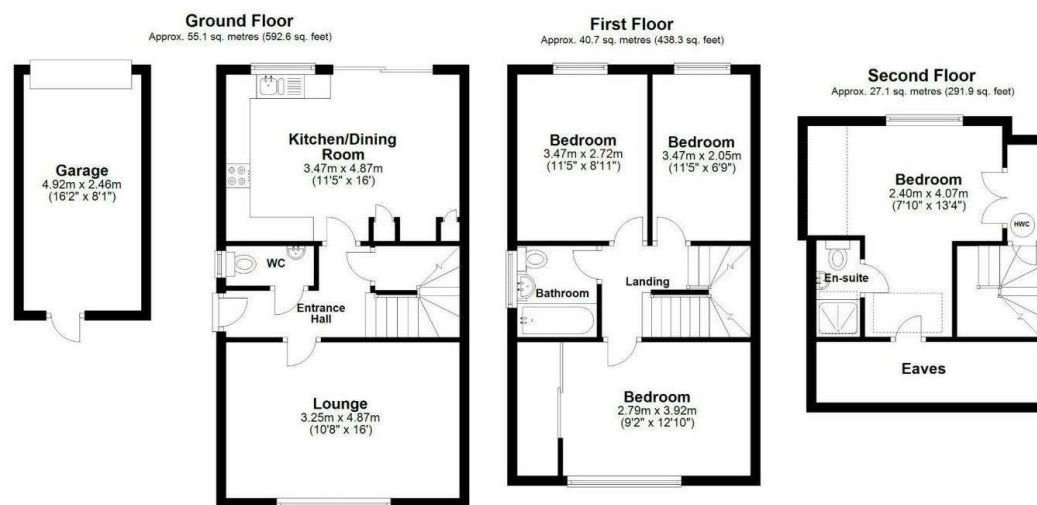 Ground Floor
Approx. 55.1 sq. metres (592.6 sq. feet)
Garage
4.92m x 2.46m
(16'2" x 8'1")
Kitchen/Dining
Room
3.47m x 4.87m
(11'5" x 16')
WC
Entrance
Hall
Lounge
3.25m x 4.87m
(10'8" x 16')
First Floor
Approx. 40.7 sq. metres (438.3 sq. feet)
Bedroom
3.47m x 2.72m
(11'5" x 8'11")
Bedroom
3.47m x 2.05m
(11'5" x 6'9")
Bathroom
Landing
Bedroom
2.79m x 3.92m
(9'2" x 12'10")
Second Floor
Approx. 27.1 sq. metres (291.9 sq. feet)
Bedroom
2.40m x 4.07m
(7'10" x 13'4")
HWC
En-suite
Eaves